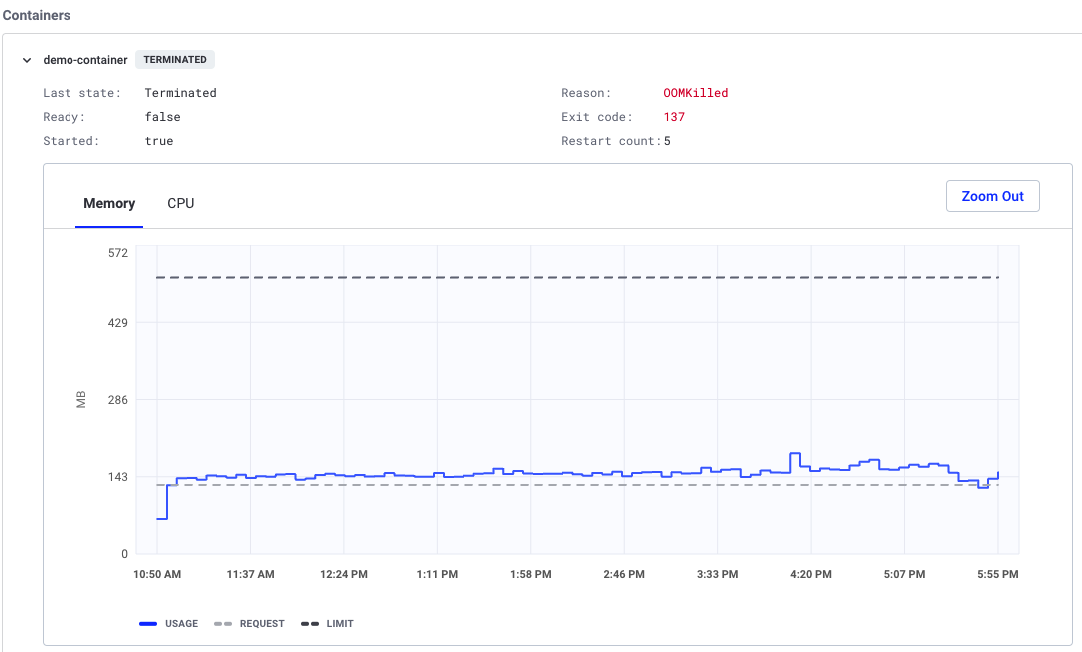 Containers
demo-container TERMINATED
Last state: Terminated Reason: OOMKilled
Ready: false Exit code: 137
Started: true Restart count: 5
Memory CPU Zoom Out
572
429
286
143
0
MB
10:50 AM 11:37 AM 12:24 PM 1:11 PM 1:58 PM 2:46 PM 3:33 PM 4:20 PM 5:07 PM 5:55 PM
USAGE REQUEST LIMIT